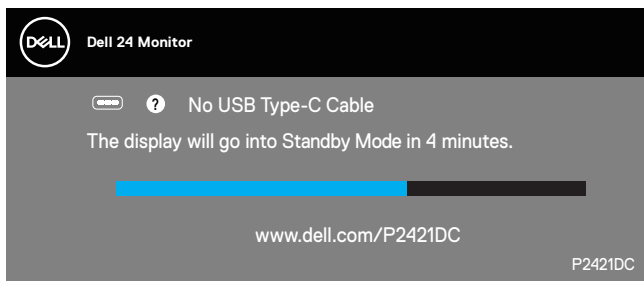 DELL
Dell 24 Monitor
? No USB Type-C Cable
The display will go into Standby Mode in 4 minutes.
www.dell.com/P2421DC
P2421DC